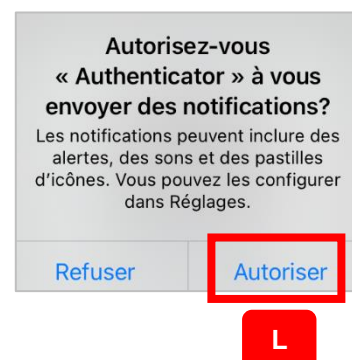 Autorisez-vous
« Authenticator » à vous
envoyer des notifications?
Les notifications peuvent inclure des
alertes, des sons et des pastilles
d'icônes. Vous pouvez les configurer
dans Réglages.
Refuser Autoriser
L